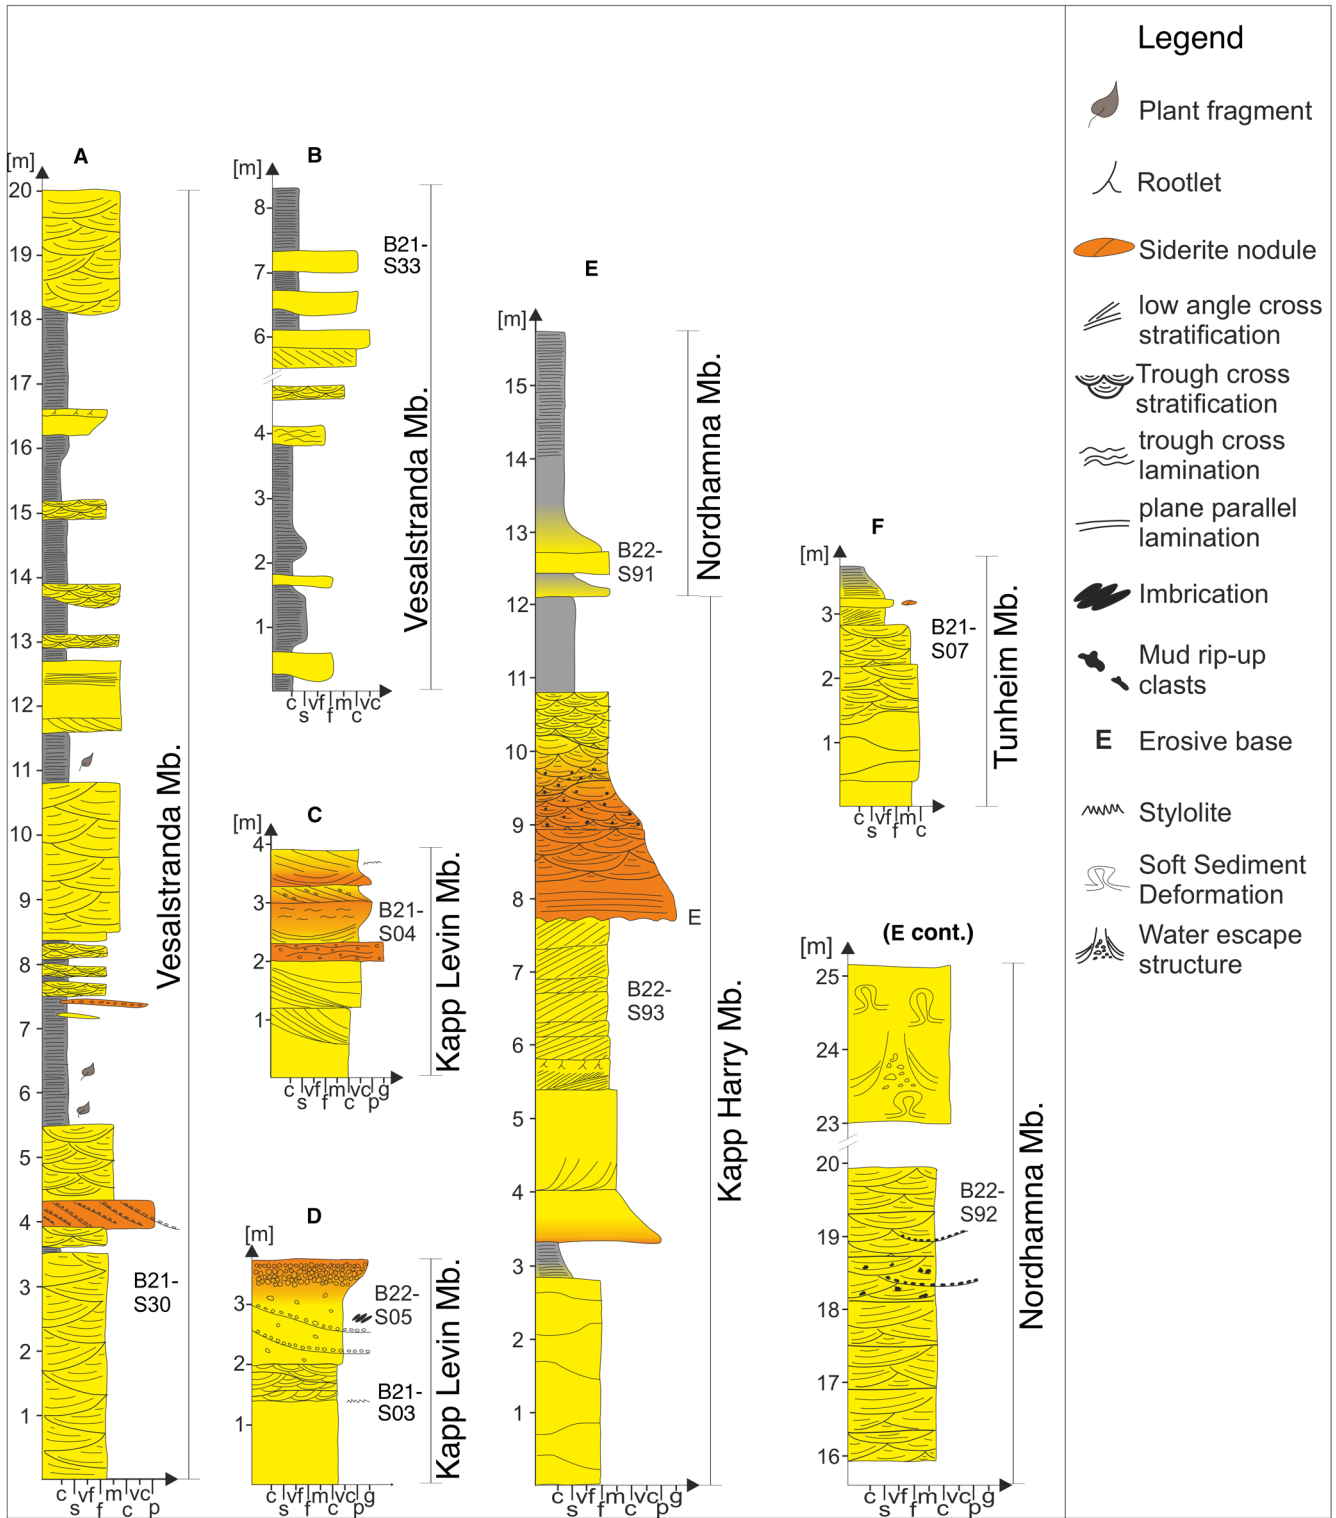 A
[m]
20
19
18
17
16
15
14
13
12
11
10
9
8
7
6
5
4
3
2
1
B21-
S30
Vesalstranda Mb.
c s vf f m c vc p
B
[m]
8
7
6
4
3
2
1
B21-
S33
Vesalstranda Mb.
c s vf f m c vc
C
[m]
4
3
2
1
B21-
S04
Kapp Levin Mb.
c s vf f m c vc p g
D
[m]
3
2
1
B22-
S05
B21-
S03
Kapp Levin Mb.
c s vf f m c vc p g
E
[m]
15
14
13
12
11
10
9
8
7
6
5
4
3
2
1
B22-
S91
E
B22-
S93
Nordhamna Mb.
Kapp Harry Mb.
c s vf f m c vc p g
F
[m]
3
2
1
B21-
S07
Tunheim Mb.
c s vf f m c
(E cont.)
[m]
25
24
23
20
19
18
17
16
B22-
S92
Nordhamna Mb.
c s vf f m c vc p g
Legend
Plant fragment
Rootlet
Siderite nodule
low angle cross
stratification
Trough cross
stratification
trough cross
lamination
plane parallel
lamination
Imbrication
Mud rip-up
clasts
E Erosive base
Stylolite
Soft Sediment
Deformation
Water escape
structure